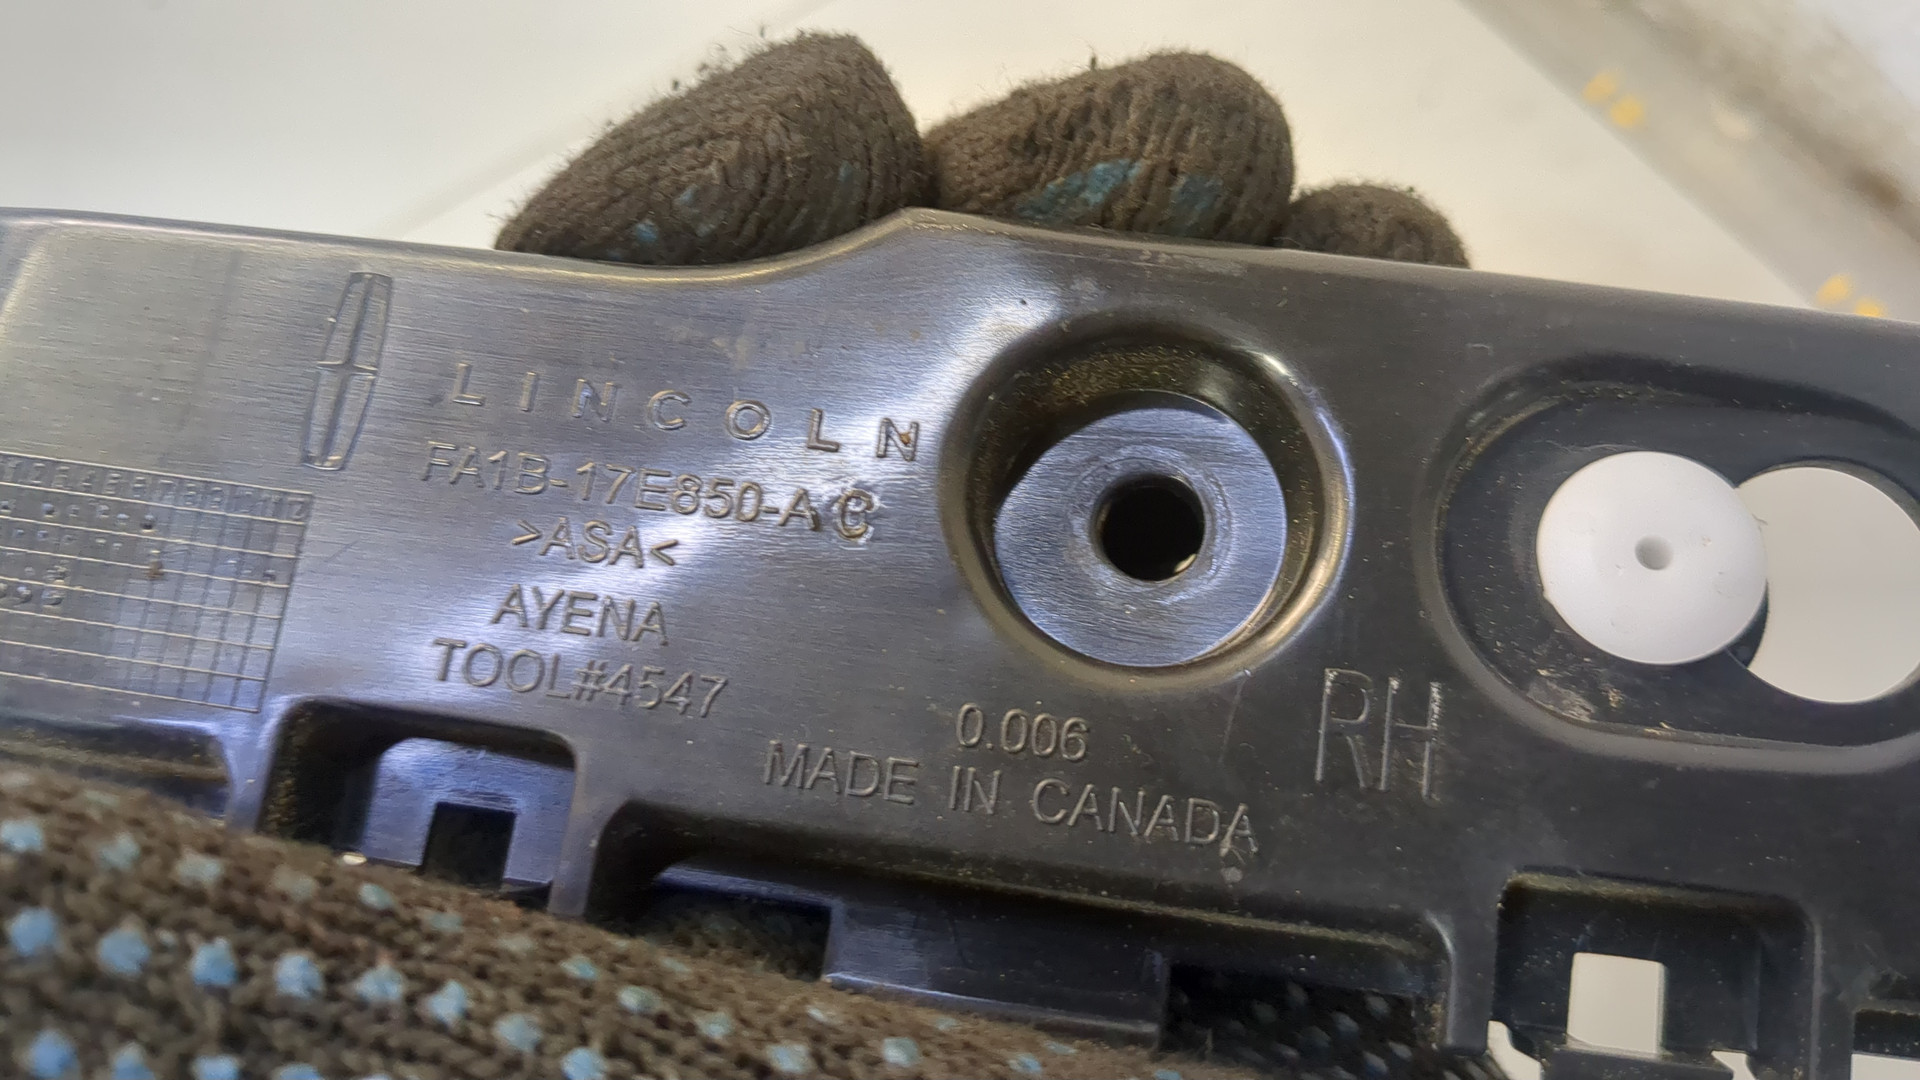 LINCOLN
FA1B-17E850-AC
>ASA<
AYENA
TOOL#4547
0.006
MADE IN CANADA
RH